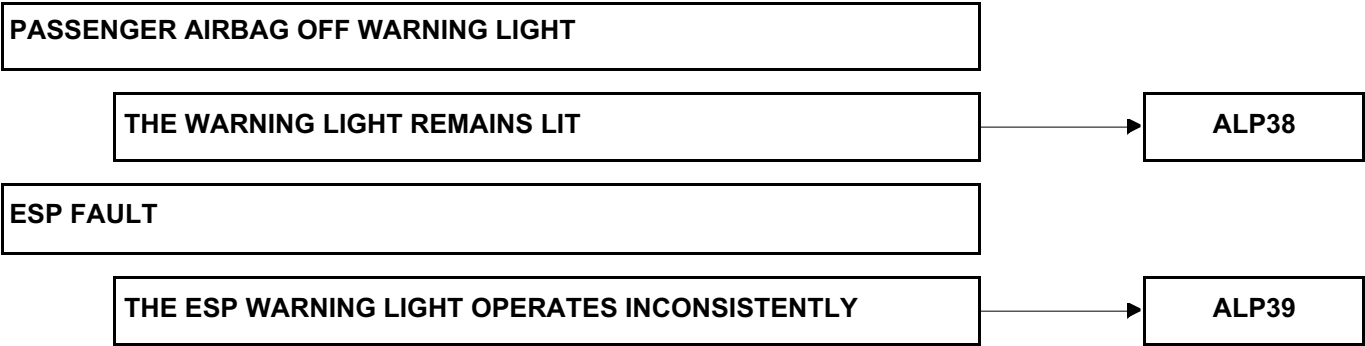 PASSENGER AIRBAG OFF WARNING LIGHT
THE WARNING LIGHT REMAINS LIT
ALP38
ESP FAULT
THE ESP WARNING LIGHT OPERATES INCONSISTENTLY
ALP39